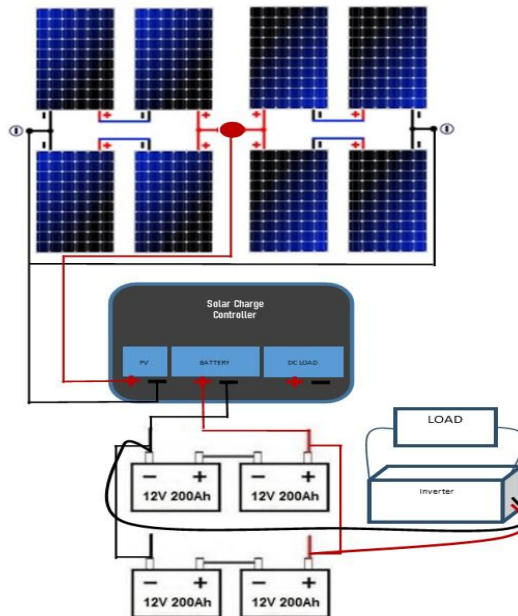 Solar Charge
Controller
PV
BATTERY
DC LOAD
LOAD
Inverter
12V 200Ah
12V 200Ah
12V 200Ah
12V 200Ah